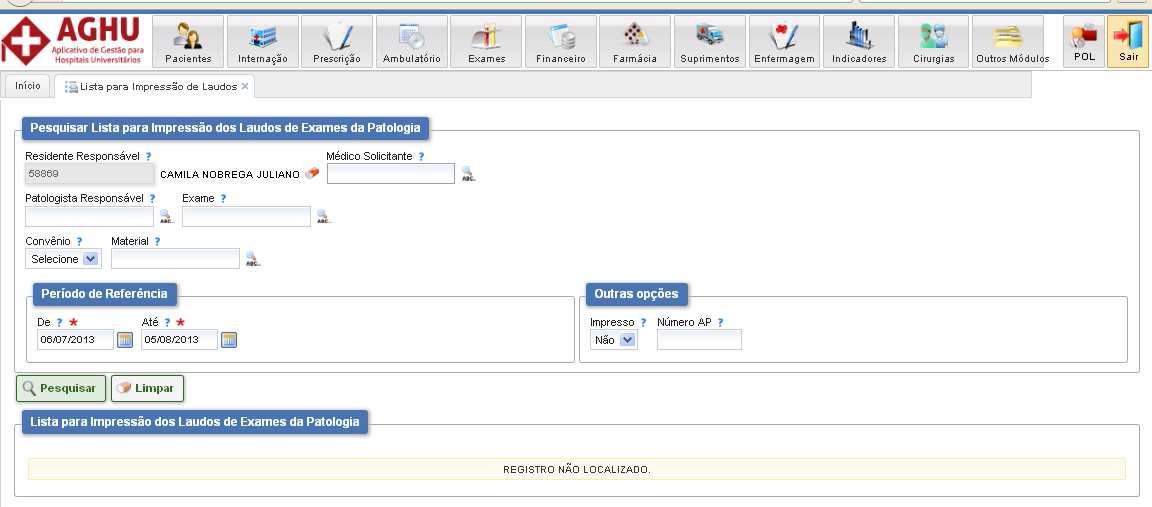 AGHU
Aplicativo de Gestão para
Hospitais Universitários
Pacientes Internação Prescrição Ambulatório Exames Financeiro Farmácia Suprimentos Enfermagem Indicadores Cirurgias Outros Módulos POL Sair
Início Lista para Impressão de Laudos ×
Pesquisar Lista para Impressão dos Laudos de Exames da Patologia
Residente Responsável ? Médico Solicitante ?
58869 CAMILA NOBREGA JULIANO ABC..
Patologista Responsável ? Exame ?
ABC.. ABC..
Convênio ? Material ?
Selecione ABC..
Período de Referência Outras opções
De ? * Até ? * Impresso ? Número AP ?
06/07/2013 05/08/2013 Não
Pesquisar Limpar
Lista para Impressão dos Laudos de Exames da Patologia
REGISTRO NÃO LOCALIZADO.